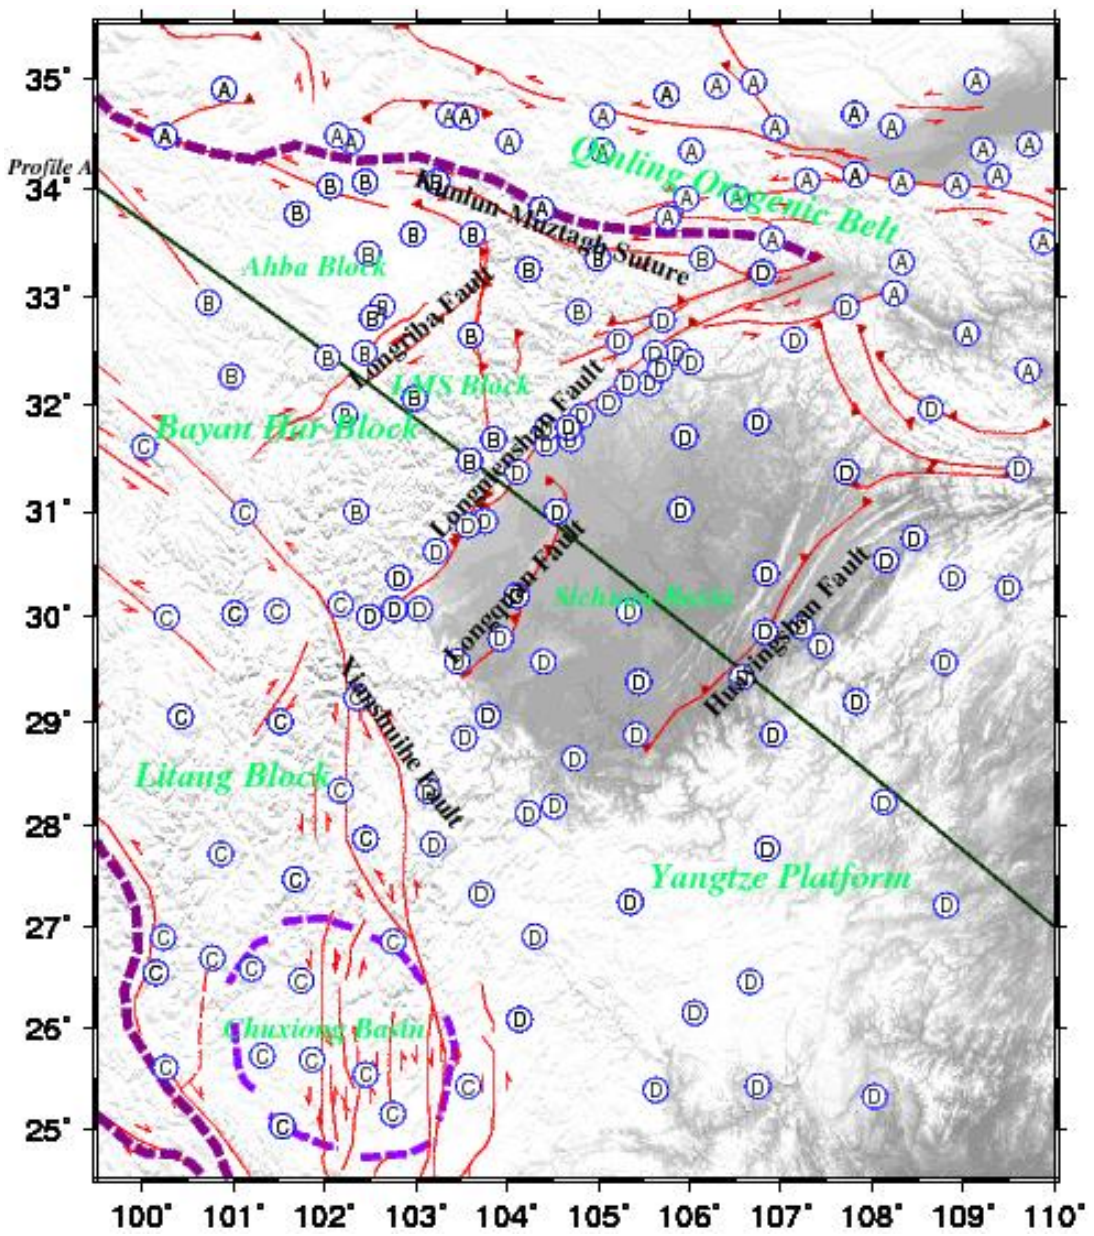 35°
34°
33°
32°
31°
30°
29°
28°
27°
26°
25°
Profile A
Qinling Orogenic Belt
Kunlun-Muztagh Suture
Ahba Block
Longriba Fault
LMS Block
Bayan Har Block
Longmenshan Fault
Sichuan Basin
Longquan Fault
Huayingshan Fault
Xianshuihe Fault
Litang Block
Yangtze Platform
Chuxiong Basin
A
B
C
D
100° 101° 102° 103° 104° 105° 106° 107° 108° 109° 110°